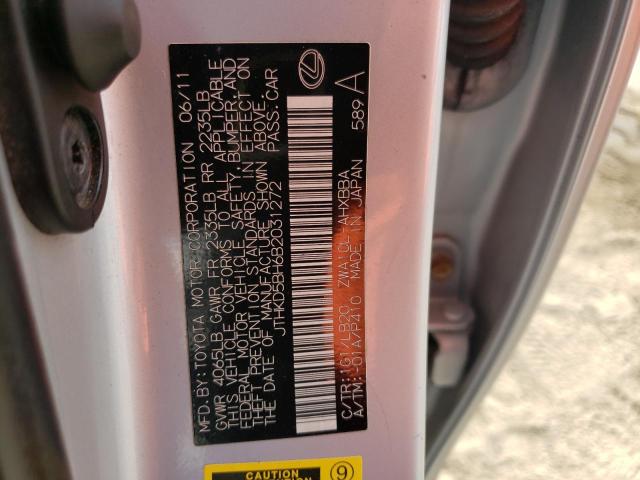 MFD. BY: TOYOTA MOTOR CORPORATION 06/11
GVWR 4065LB GAWR FR 2335LB RR 2235LB
THIS VEHICLE CONFORMS TO ALL APPLICABLE
FEDERAL MOTOR VEHICLE SAFETY, BUMPER, AND
THEFT PREVENTION STANDARDS IN EFFECT ON
THE DATE OF MANUFACTURE SHOWN ABOVE.
JTHKD5BH6B2031272 PASS. CAR
C/TR: 1G1/LB20 ZWA10L-AHXBBA
A/TM: -01A/P410 MADE IN JAPAN
589 A
CAUTION
9